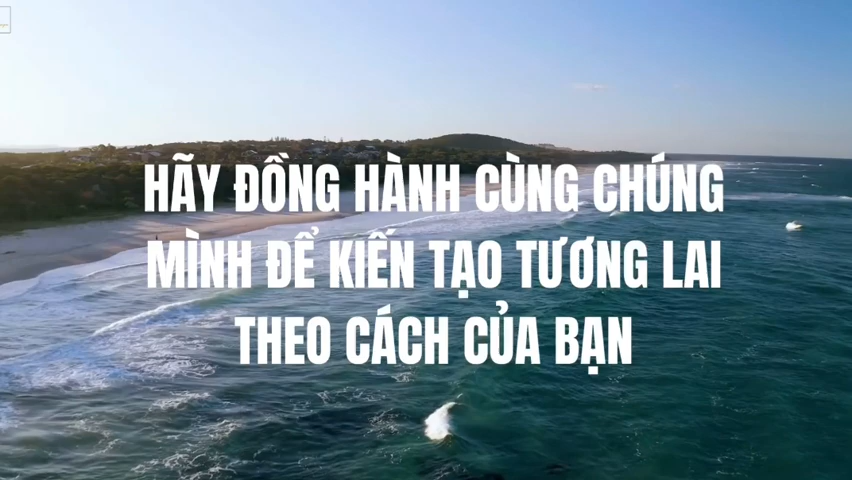 HÃY ĐỒNG HÀNH CÙNG CHÚNG
MÌNH ĐỂ KIẾN TẠO TƯƠNG LAI
THEO CÁCH CỦA BẠN